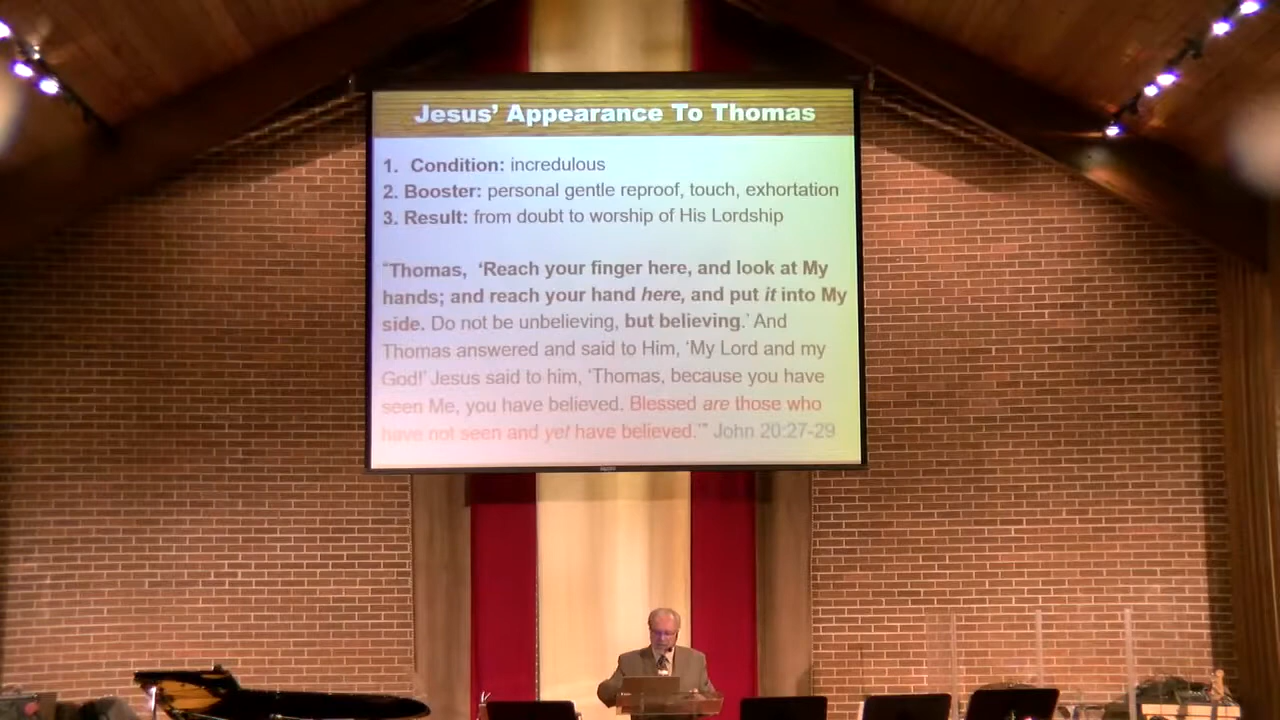 Jesus’ Appearance To Thomas
1. Condition: incredulous
2. Booster: personal gentle reproof, touch, exhortation
3. Result: from doubt to worship of His Lordship
“Thomas, ‘Reach your finger here, and look at My
hands; and reach your hand here, and put it into My
side. Do not be unbelieving, but believing.’ And
Thomas answered and said to Him, ‘My Lord and my
God!’ Jesus said to him, ‘Thomas, because you have
seen Me, you have believed. Blessed are those who
have not seen and yet have believed.’” John 20:27-29